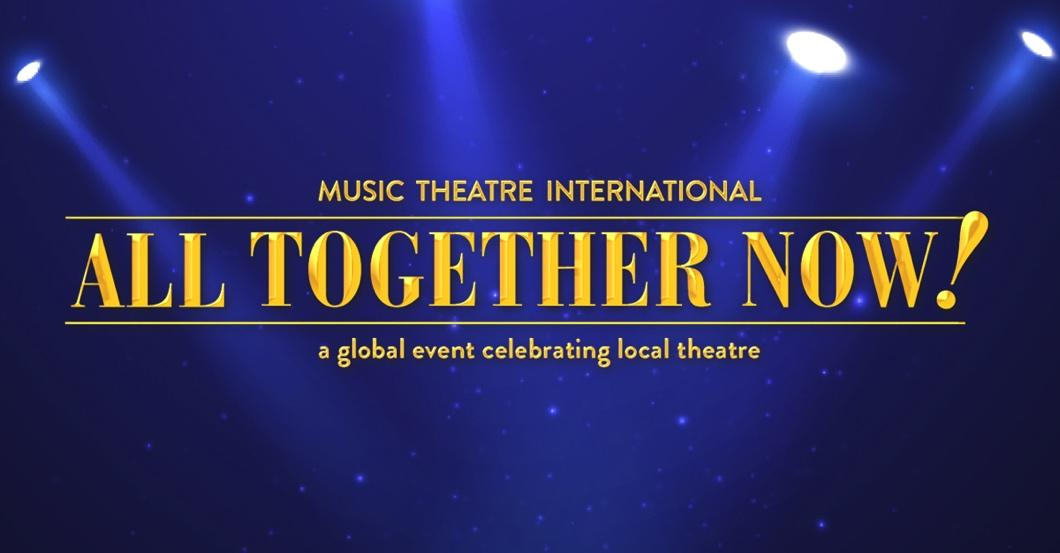 MUSIC THEATRE INTERNATIONAL
ALL TOGETHER NOW!
a global event celebrating local theatre